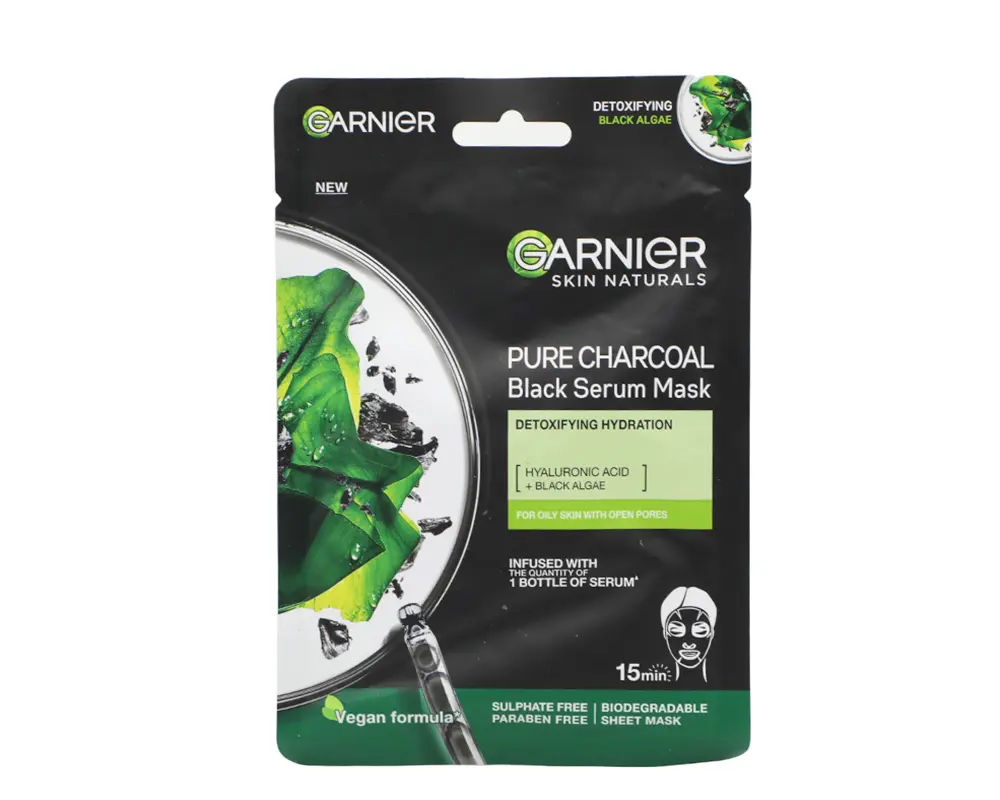 GARNIER
DETOXIFYING
BLACK ALGAE
NEW
GARNIER
SKIN NATURALS
PURE CHARCOAL
Black Serum Mask
DETOXIFYING HYDRATION
[ HYALURONIC ACID
+ BLACK ALGAE ]
FOR OILY SKIN WITH OPEN PORES
INFUSED WITH
THE QUANTITY OF
1 BOTTLE OF SERUM▲
15min
Vegan formula²
SULPHATE FREE | BIODEGRADABLE
PARABEN FREE | SHEET MASK